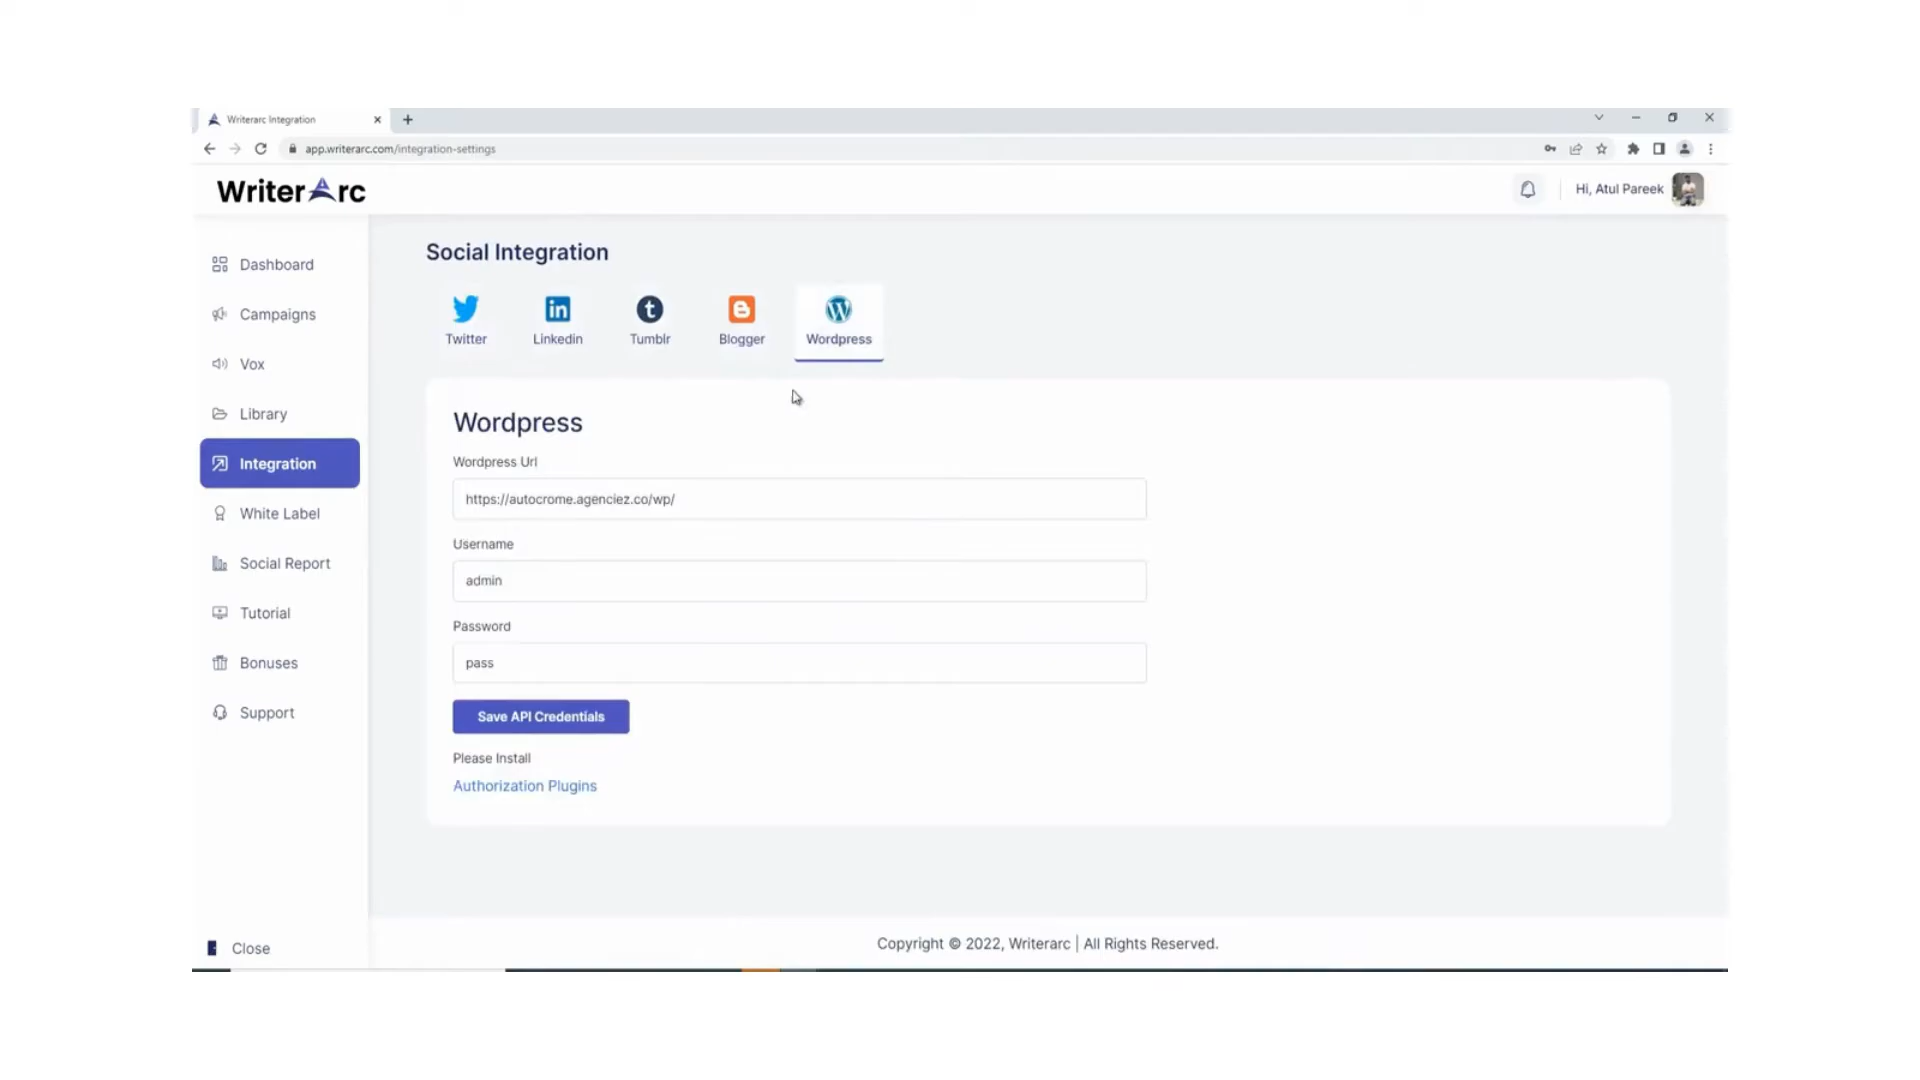 Writerarc Integration
app.writerarc.com/integration-settings
WriterArc
Hi, Atul Pareek
Dashboard
Campaigns
Vox
Library
Integration
White Label
Social Report
Tutorial
Bonuses
Support
Close
Social Integration
Twitter
Linkedin
Tumblr
Blogger
Wordpress
Wordpress
Wordpress Url
https://autocrome.agenciez.co/wp/
Username
admin
Password
pass
Save API Credentials
Please Install
Authorization Plugins
Copyright © 2022, Writerarc | All Rights Reserved.